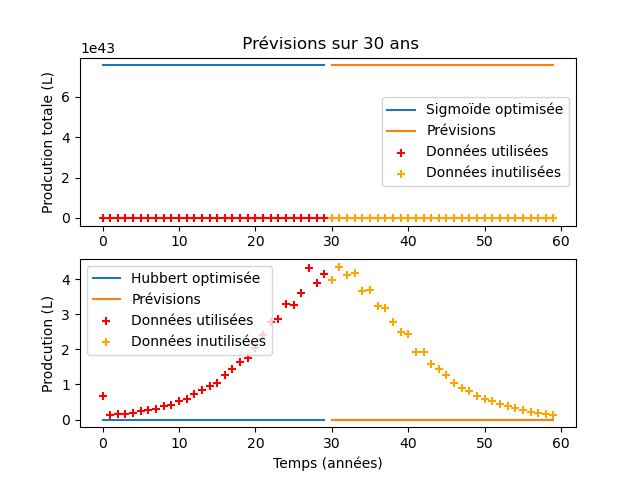 Prévisions sur 30 ans
1e43
Prodcution totale (L)
6
4
2
0
Sigmoïde optimisée
Prévisions
Données utilisées
Données inutilisées
0 10 20 30 40 50 60
Prodcution (L)
4
3
2
1
0
Hubbert optimisée
Prévisions
Données utilisées
Données inutilisées
0 10 20 30 40 50 60
Temps (années)